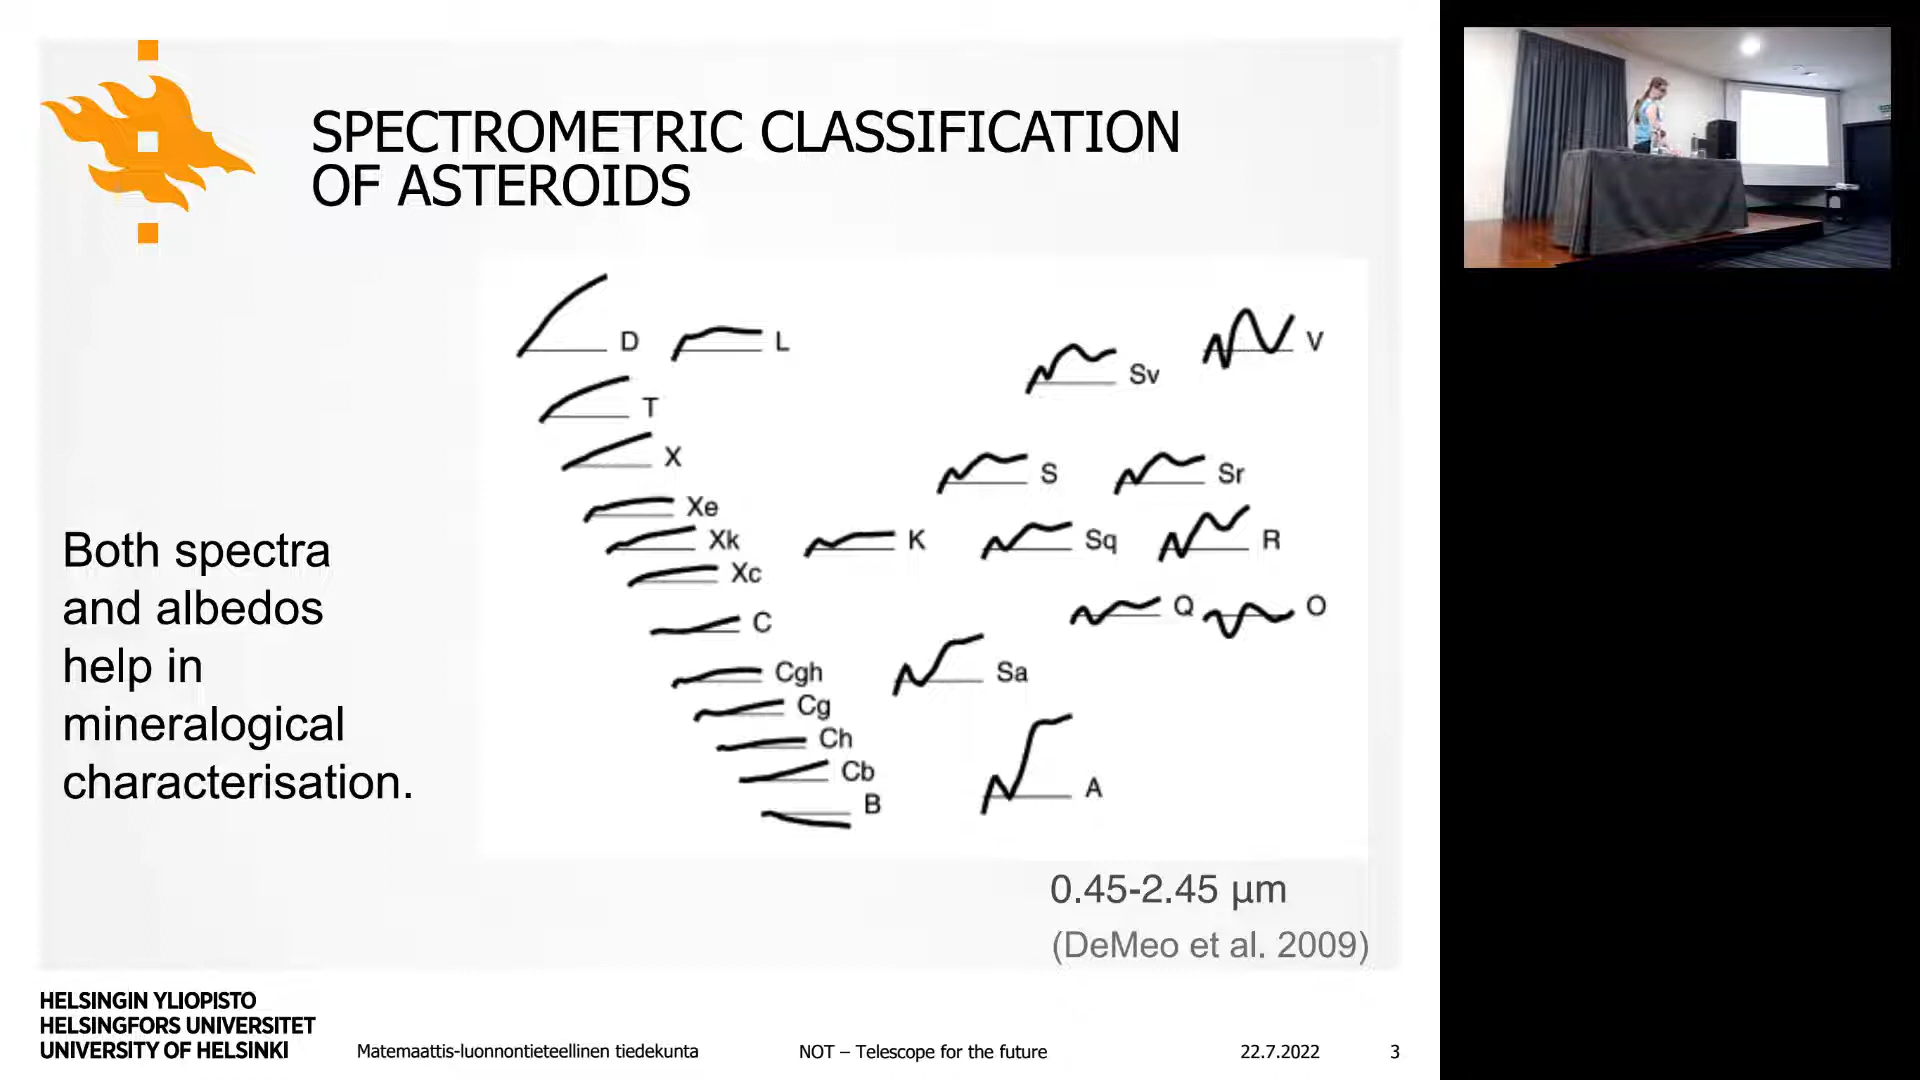 SPECTROMETRIC CLASSIFICATION
OF ASTEROIDS
D
L
Sv
V
T
X
S
Sr
Xe
Xk
K
Sq
R
Xc
C
Q
O
Cgh
Sa
Cg
Ch
Cb
B
A
Both spectra
and albedos
help in
mineralogical
characterisation.
0.45-2.45 µm
(DeMeo et al. 2009)
HELSINGIN YLIOPISTO
HELSINGFORS UNIVERSITET
UNIVERSITY OF HELSINKI
Matemaattis-luonnontieteellinen tiedekunta
NOT – Telescope for the future
22.7.2022
3